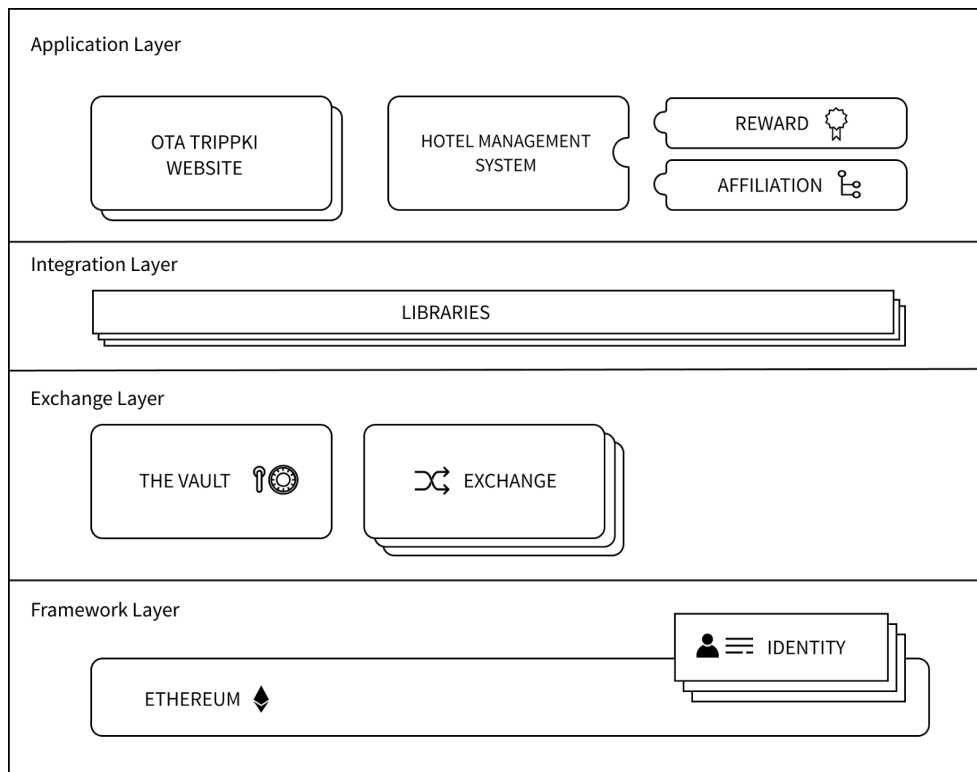 Application Layer
OTA TRIPPKI
WEBSITE
HOTEL MANAGEMENT
SYSTEM
REWARD
AFFILIATION
Integration Layer
LIBRARIES
Exchange Layer
THE VAULT
EXCHANGE
Framework Layer
IDENTITY
ETHEREUM